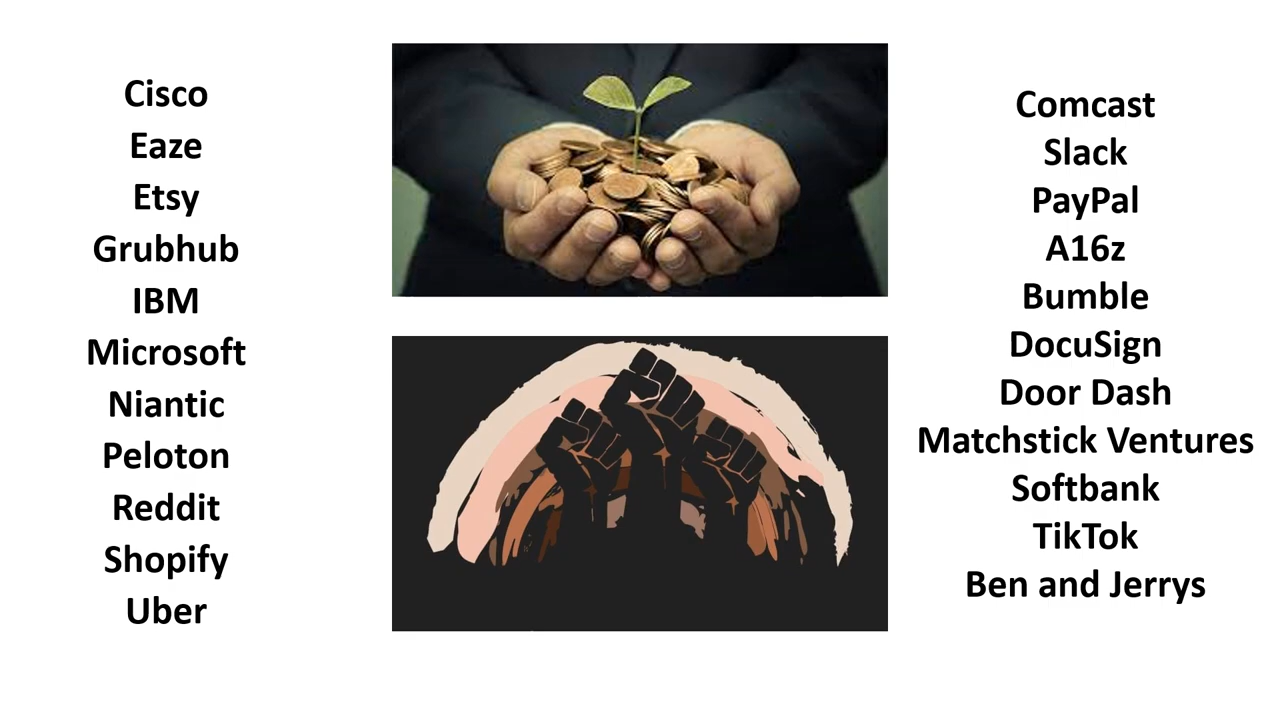 Cisco
Eaze
Etsy
Grubhub
IBM
Microsoft
Niantic
Peloton
Reddit
Shopify
Uber
Comcast
Slack
PayPal
A16z
Bumble
DocuSign
Door Dash
Matchstick Ventures
Softbank
TikTok
Ben and Jerrys